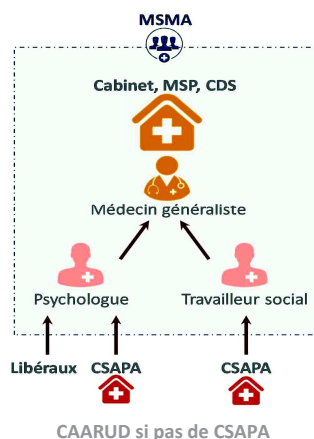 MSMA
Cabinet, MSP, CDS
Médecin généraliste
Psychologue
Travailleur social
Libéraux
CSAPA
CSAPA
CAARUD si pas de CSAPA